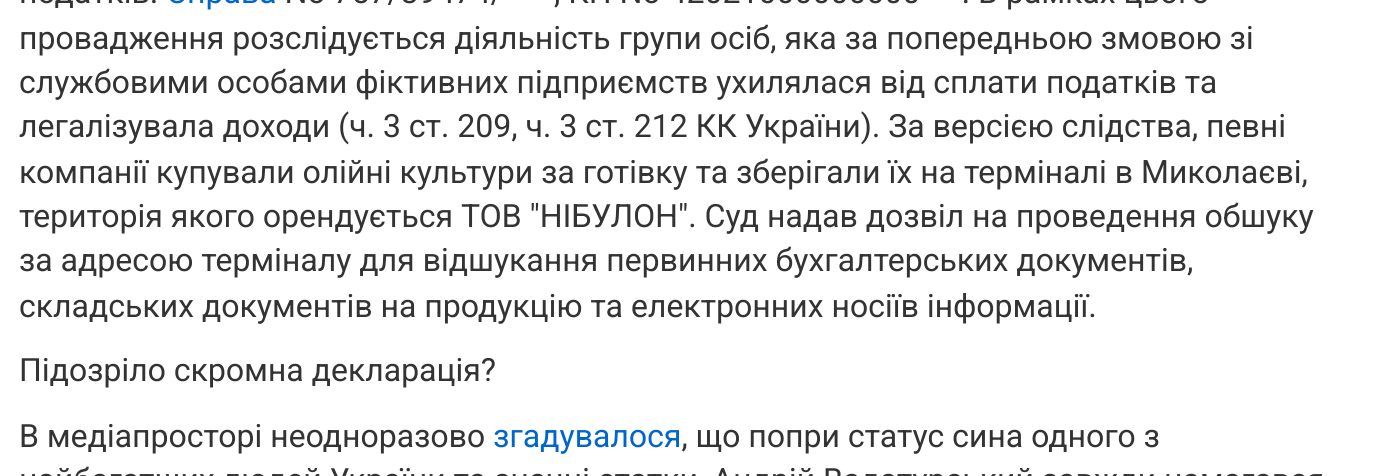 провадження розслідується діяльність групи осіб, яка за попередньою змовою зі
службовими особами фіктивних підприємств ухилялася від сплати податків та
легалізувала доходи (ч. 3 ст. 209, ч. 3 ст. 212 КК України). За версією слідства, певні
компанії купували олійні культури за готівку та зберігали їх на терміналі в Миколаєві,
територія якого орендується ТОВ "НІБУЛОН". Суд надав дозвіл на проведення обшуку
за адресою терміналу для відшукання первинних бухгалтерських документів,
складських документів на продукцію та електронних носіїв інформації.
Підозріло скромна декларація?
В медіапросторі неодноразово згадувалося, що попри статус сина одного з